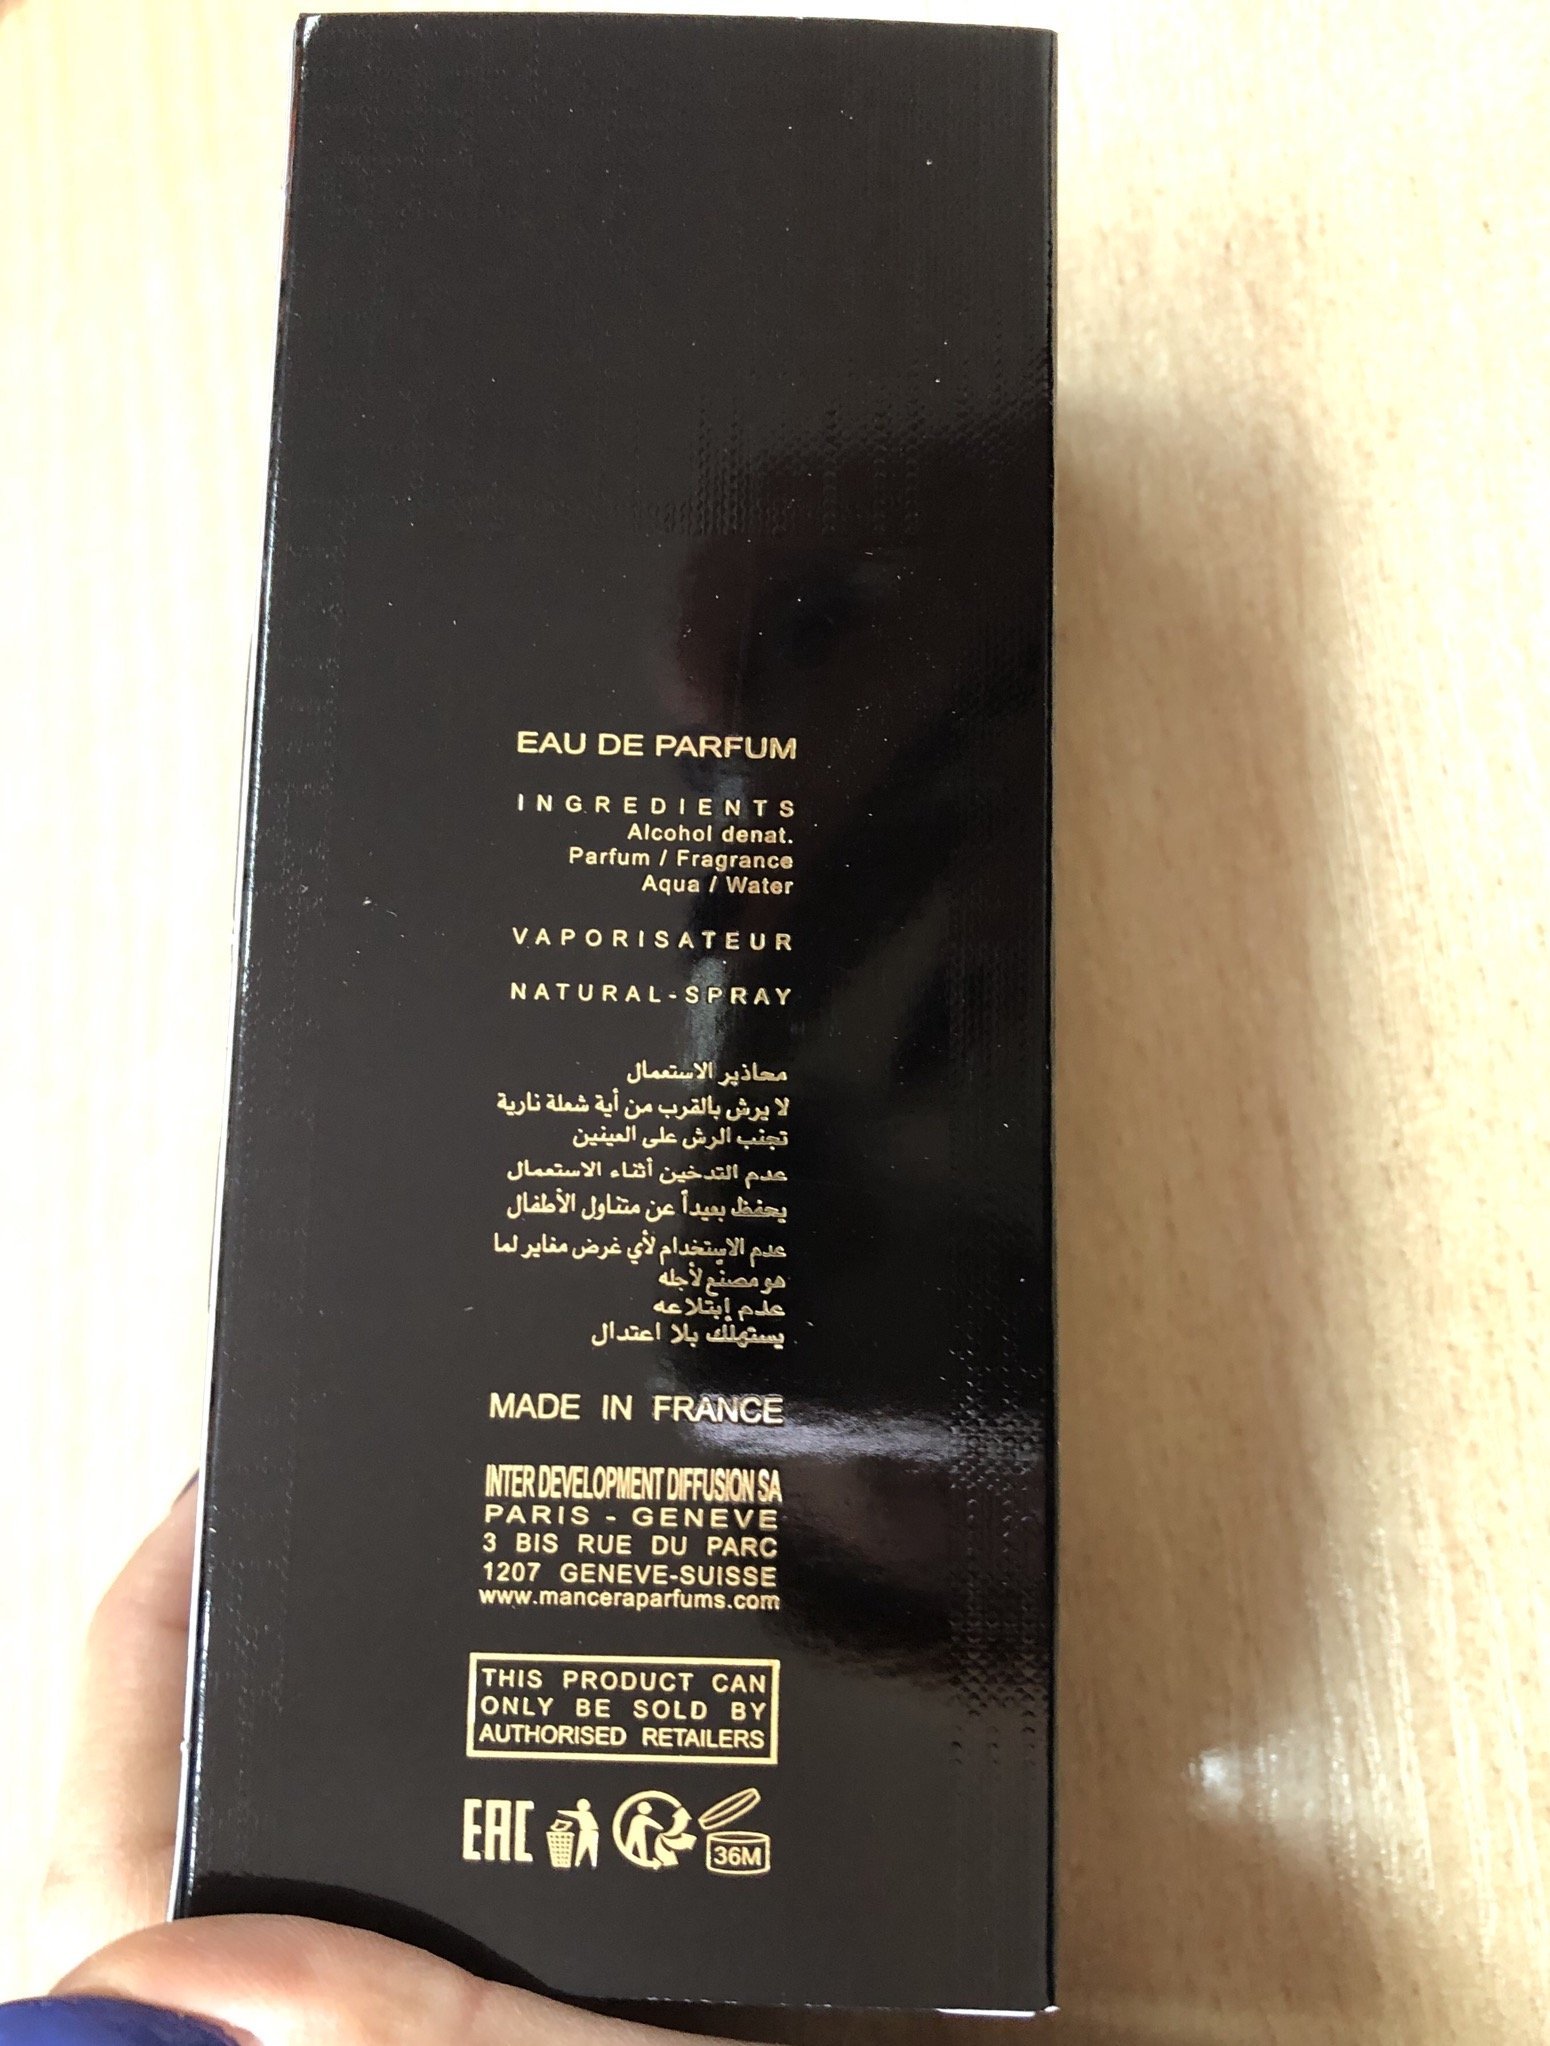 EAU DE PARFUM
INGREDIENTS
Alcohol denat.
Parfum / Fragrance
Aqua / Water
VAPORISATEUR
NATURAL-SPRAY
محاذير الاستعمال
لا يرش بالقرب من أية شعلة نارية
تجنب الرش على العينين
عدم التدخين أثناء الاستعمال
يحفظ بعيداً عن متناول الأطفال
عدم الاستخدام لأي غرض مغاير لما
هو مصنع لأجله
عدم إبتلاعه
يستهلك بلا اعتدال
MADE IN FRANCE
INTER DEVELOPMENT DIFFUSION SA
PARIS - GENEVE
3 BIS RUE DU PARC
1207 GENEVE-SUISSE
www.manceraparfums.com
THIS PRODUCT CAN
ONLY BE SOLD BY
AUTHORISED RETAILERS
EAC
36M